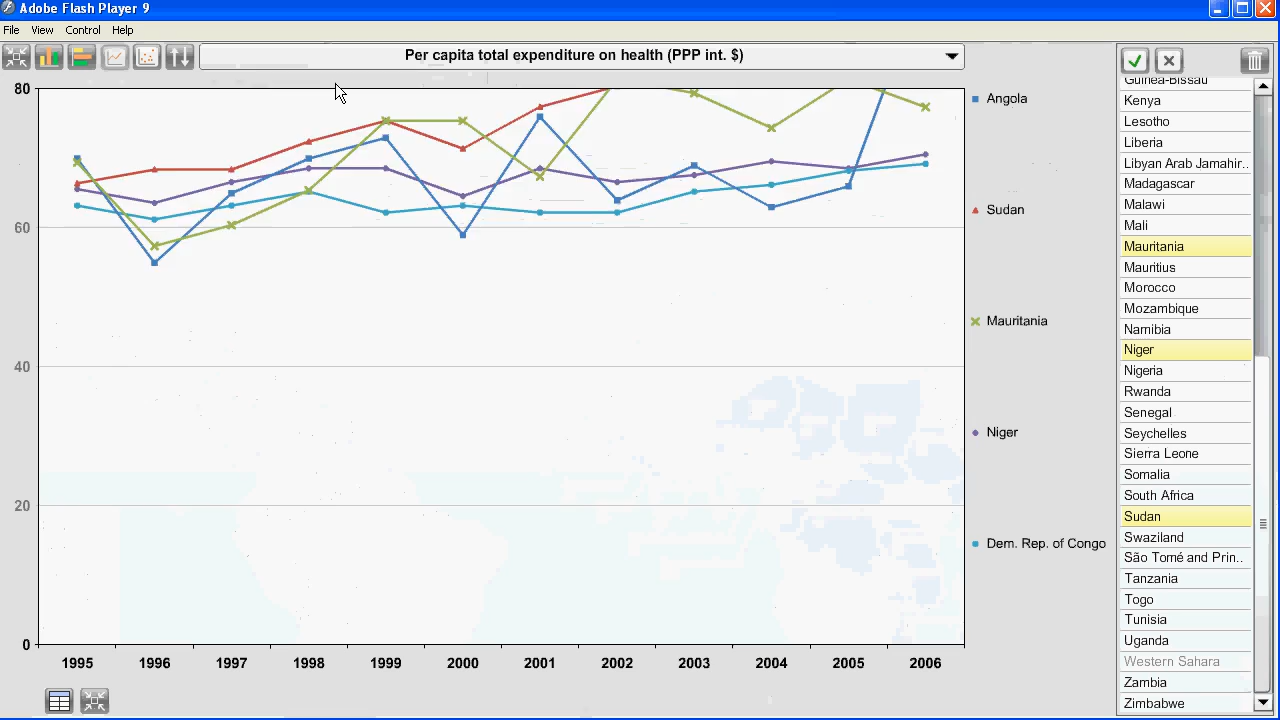 Adobe Flash Player 9
File View Control Help
Per capita total expenditure on health (PPP int. $)
80
60
40
20
0
1995 1996 1997 1998 1999 2000 2001 2002 2003 2004 2005 2006
Angola
Sudan
Mauritania
Niger
Dem. Rep. of Congo
Guinea-Bissau
Kenya
Lesotho
Liberia
Libyan Arab Jamahir..
Madagascar
Malawi
Mali
Mauritania
Mauritius
Morocco
Mozambique
Namibia
Niger
Nigeria
Rwanda
Senegal
Seychelles
Sierra Leone
Somalia
South Africa
Sudan
Swaziland
São Tomé and Prin..
Tanzania
Togo
Tunisia
Uganda
Western Sahara
Zambia
Zimbabwe